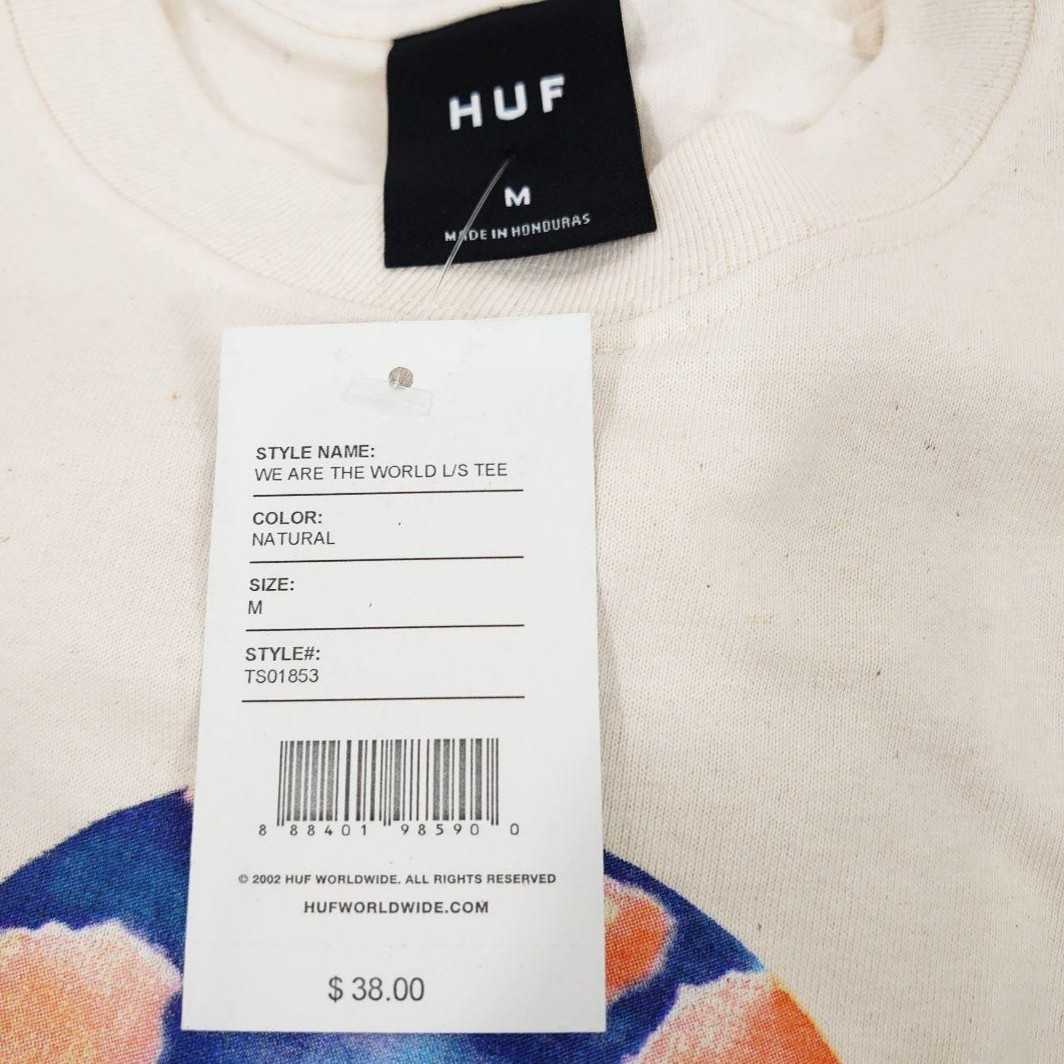 HUF
M
MADE IN HONDURAS
STYLE NAME:
WE ARE THE WORLD L/S TEE
COLOR:
NATURAL
SIZE:
M
STYLE#:
TS01853
8 88401 98590 0
© 2002 HUF WORLDWIDE. ALL RIGHTS RESERVED
HUFWORLDWIDE.COM
$ 38.00